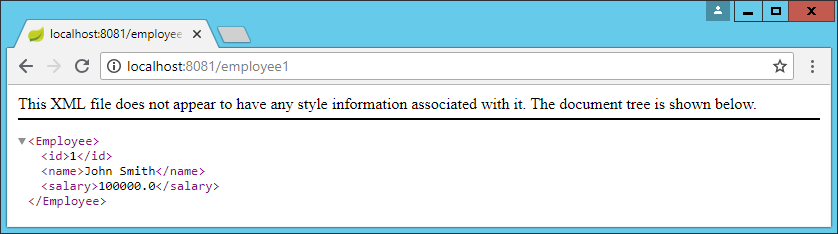 localhost:8081/employee
localhost:8081/employee1
This XML file does not appear to have any style information associated with it. The document tree is shown below.
<Employee>
<id>1</id>
<name>John Smith</name>
<salary>100000.0</salary>
</Employee>